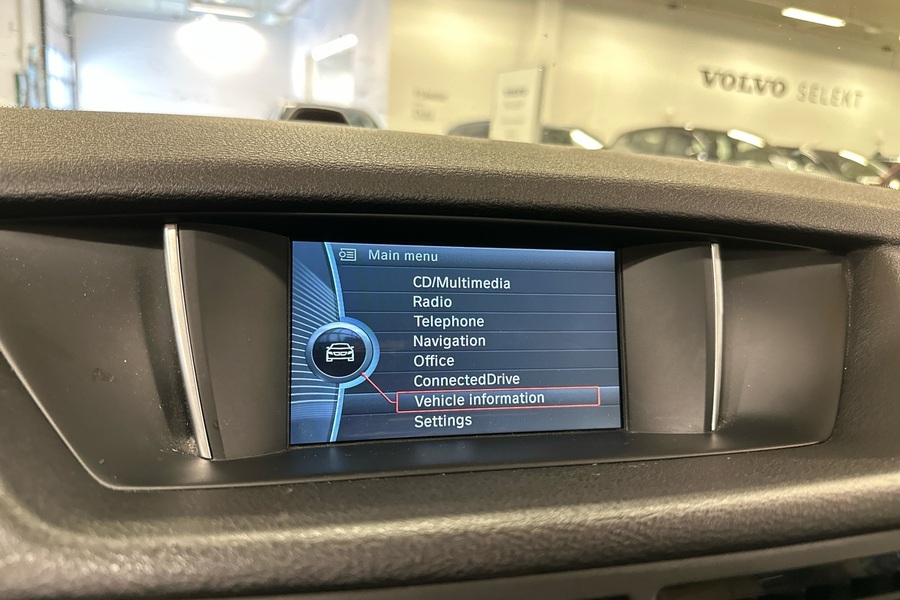 VOLVO SELEKT
Main menu
CD/Multimedia
Radio
Telephone
Navigation
Office
ConnectedDrive
Vehicle information
Settings